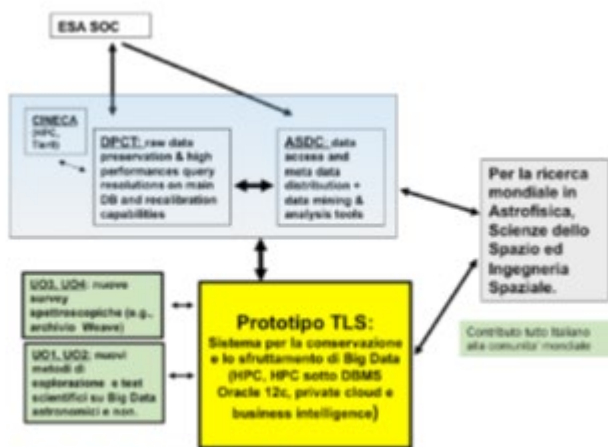 ESA SOC
CINECA
(HPC,
Tier0)
DPCT: raw data
preservation & high
performances query
resolutions on main
DB and recalibration
capabilities
ASDC: data
access and
meta data
distribution +
data mining &
analysis tools
Per la ricerca
mondiale in
Astrofisica,
Scienze dello
Spazio ed
Ingegneria
Spaziale.
UO3, UO4: nuove
survey
spettroscopiche (e.g.,
archivio Weave)
UO1, UO2: nuovi
metodi di
esplorazione e test
scientifici su Big Data
astronomici e non.
Prototipo TLS:
Sistema per la conservazione
e lo sfruttamento di Big Data
(HPC, HPC sotto DBMS
Oracle 12c, private cloud e
business intelligence)
Contributo tutto Italiano
alla comunita' mondiale